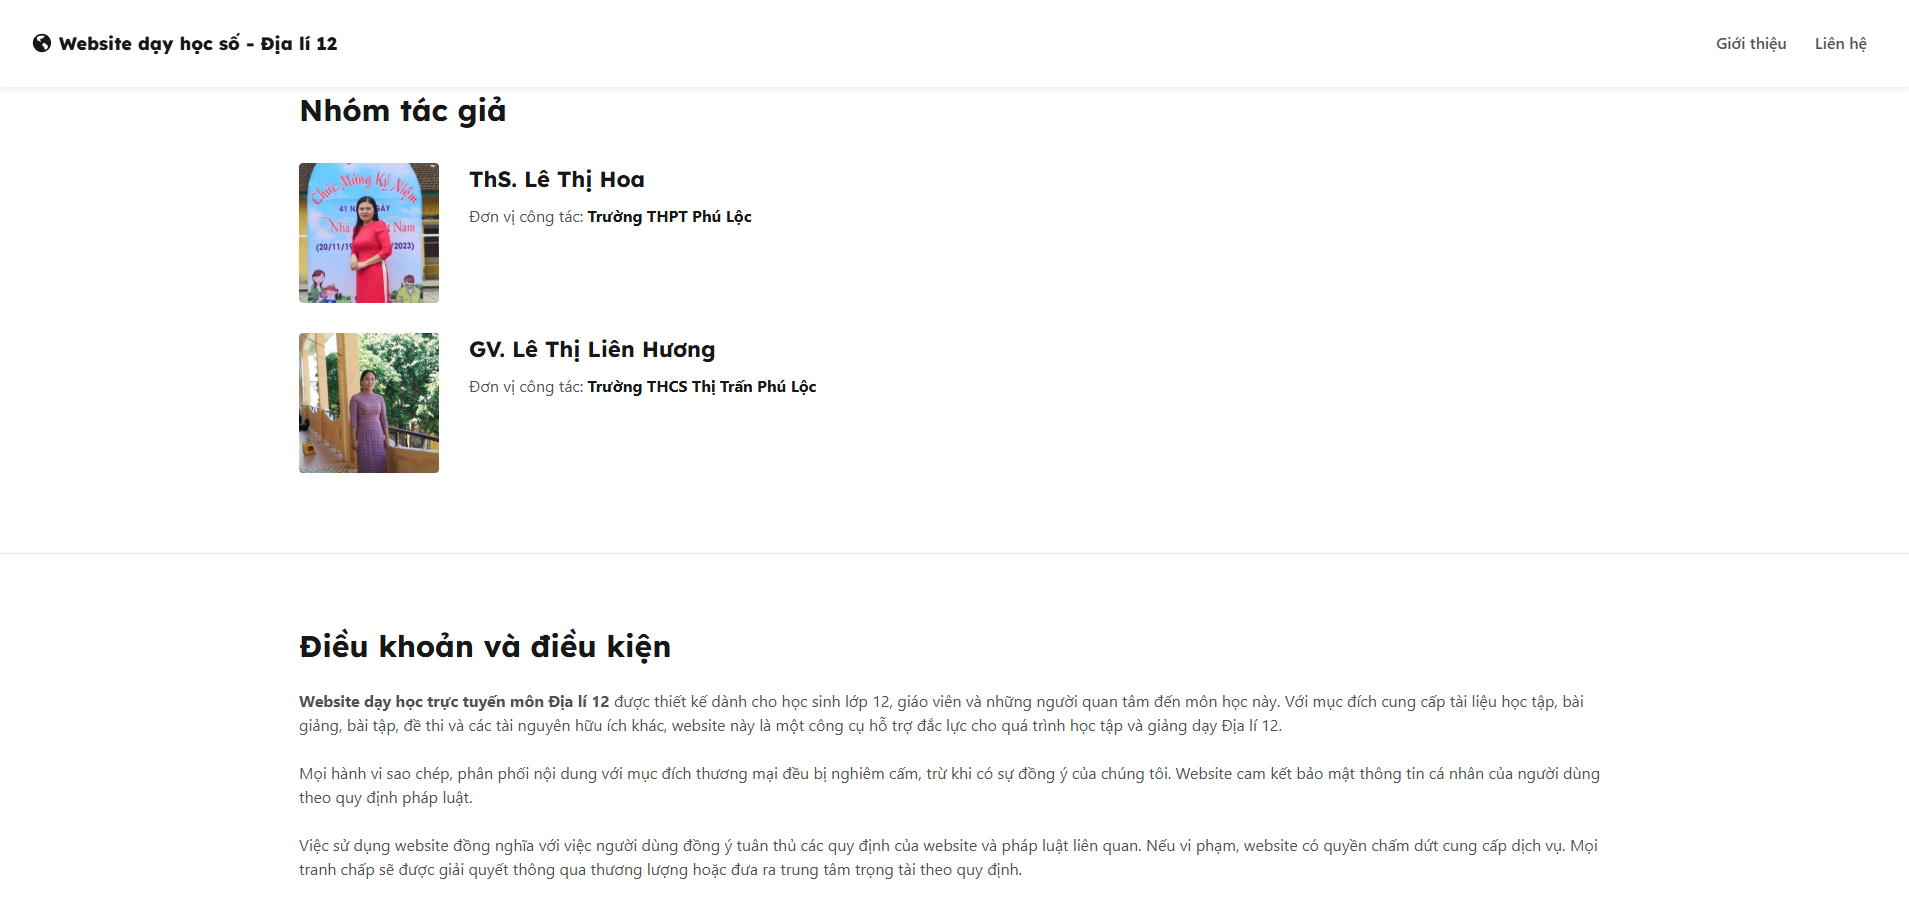 Website dạy học số - Địa lí 12
Giới thiệu
Liên hệ
Nhóm tác giả
Chúc Mừng Kỷ Niệm
41 N GÀY
Nhà Nam
(20/11/19 /2023)
ThS. Lê Thị Hoa
Đơn vị công tác: Trường THPT Phú Lộc
GV. Lê Thị Liên Hương
Đơn vị công tác: Trường THCS Thị Trấn Phú Lộc
Điều khoản và điều kiện
Website dạy học trực tuyến môn Địa lí 12 được thiết kế dành cho học sinh lớp 12, giáo viên và những người quan tâm đến môn học này. Với mục đích cung cấp tài liệu học tập, bài
giảng, bài tập, đề thi và các tài nguyên hữu ích khác, website này là một công cụ hỗ trợ đắc lực cho quá trình học tập và giảng dạy Địa lí 12.
Mọi hành vi sao chép, phân phối nội dung với mục đích thương mại đều bị nghiêm cấm, trừ khi có sự đồng ý của chúng tôi. Website cam kết bảo mật thông tin cá nhân của người dùng
theo quy định pháp luật.
Việc sử dụng website đồng nghĩa với việc người dùng đồng ý tuân thủ các quy định của website và pháp luật liên quan. Nếu vi phạm, website có quyền chấm dứt cung cấp dịch vụ. Mọi
tranh chấp sẽ được giải quyết thông qua thương lượng hoặc đưa ra trung tâm trọng tài theo quy định.